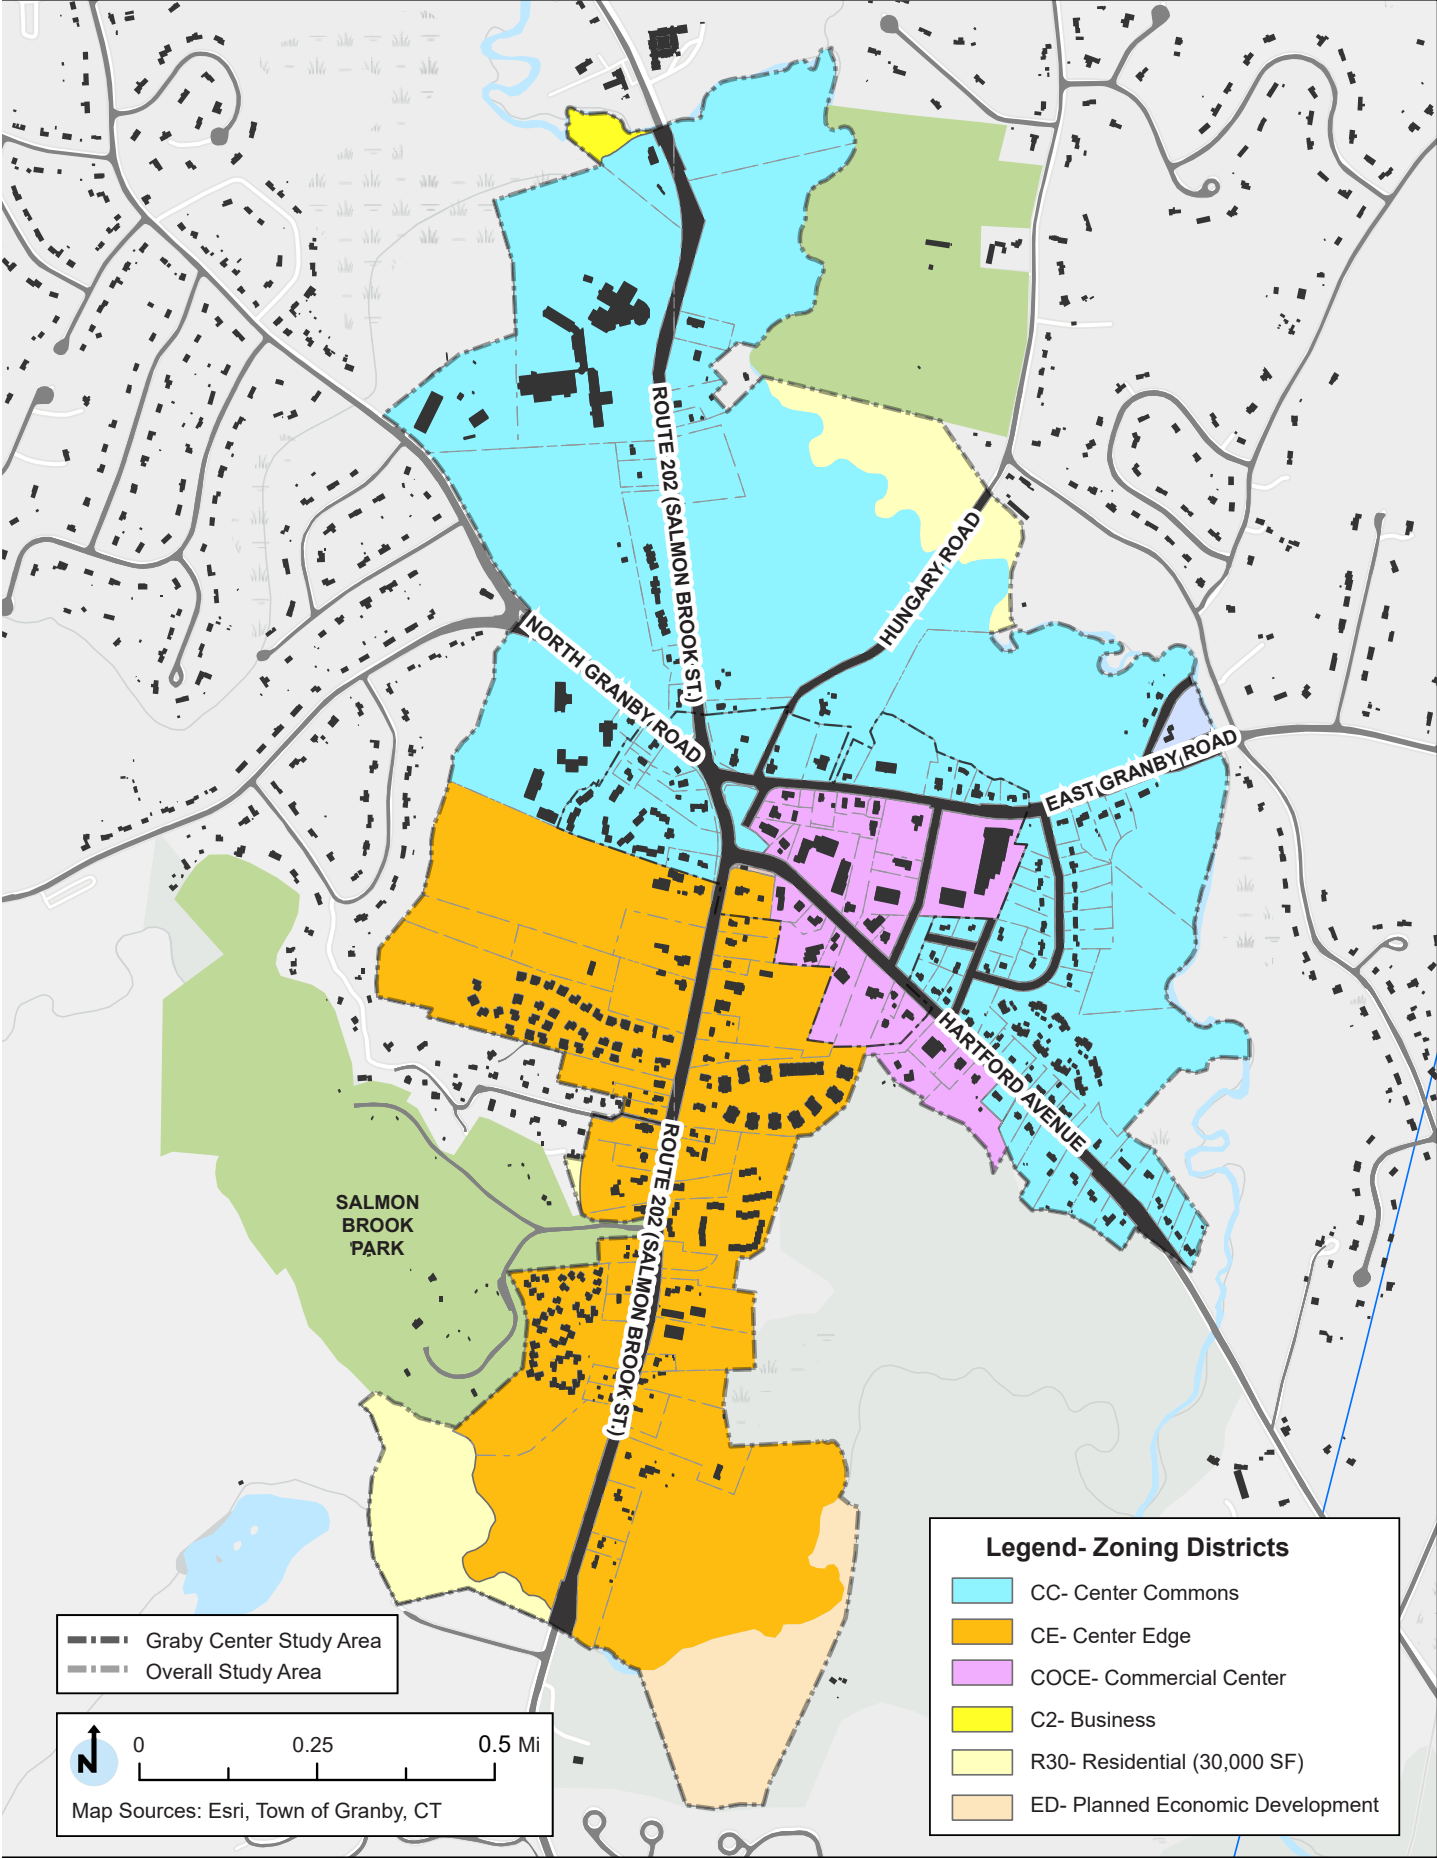 ROUTE 202 (SALMON BROOK ST.)
HUNGARY ROAD
NORTH GRANBY ROAD
EAST GRANBY ROAD
HARTFORD AVENUE
ROUTE 202 (SALMON BROOK ST.)
SALMON
BROOK
PARK
Legend- Zoning Districts
CC- Center Commons
CE- Center Edge
COCE- Commercial Center
C2- Business
R30- Residential (30,000 SF)
ED- Planned Economic Development
Graby Center Study Area
Overall Study Area
N
0 0.25 0.5 Mi
Map Sources: Esri, Town of Granby, CT